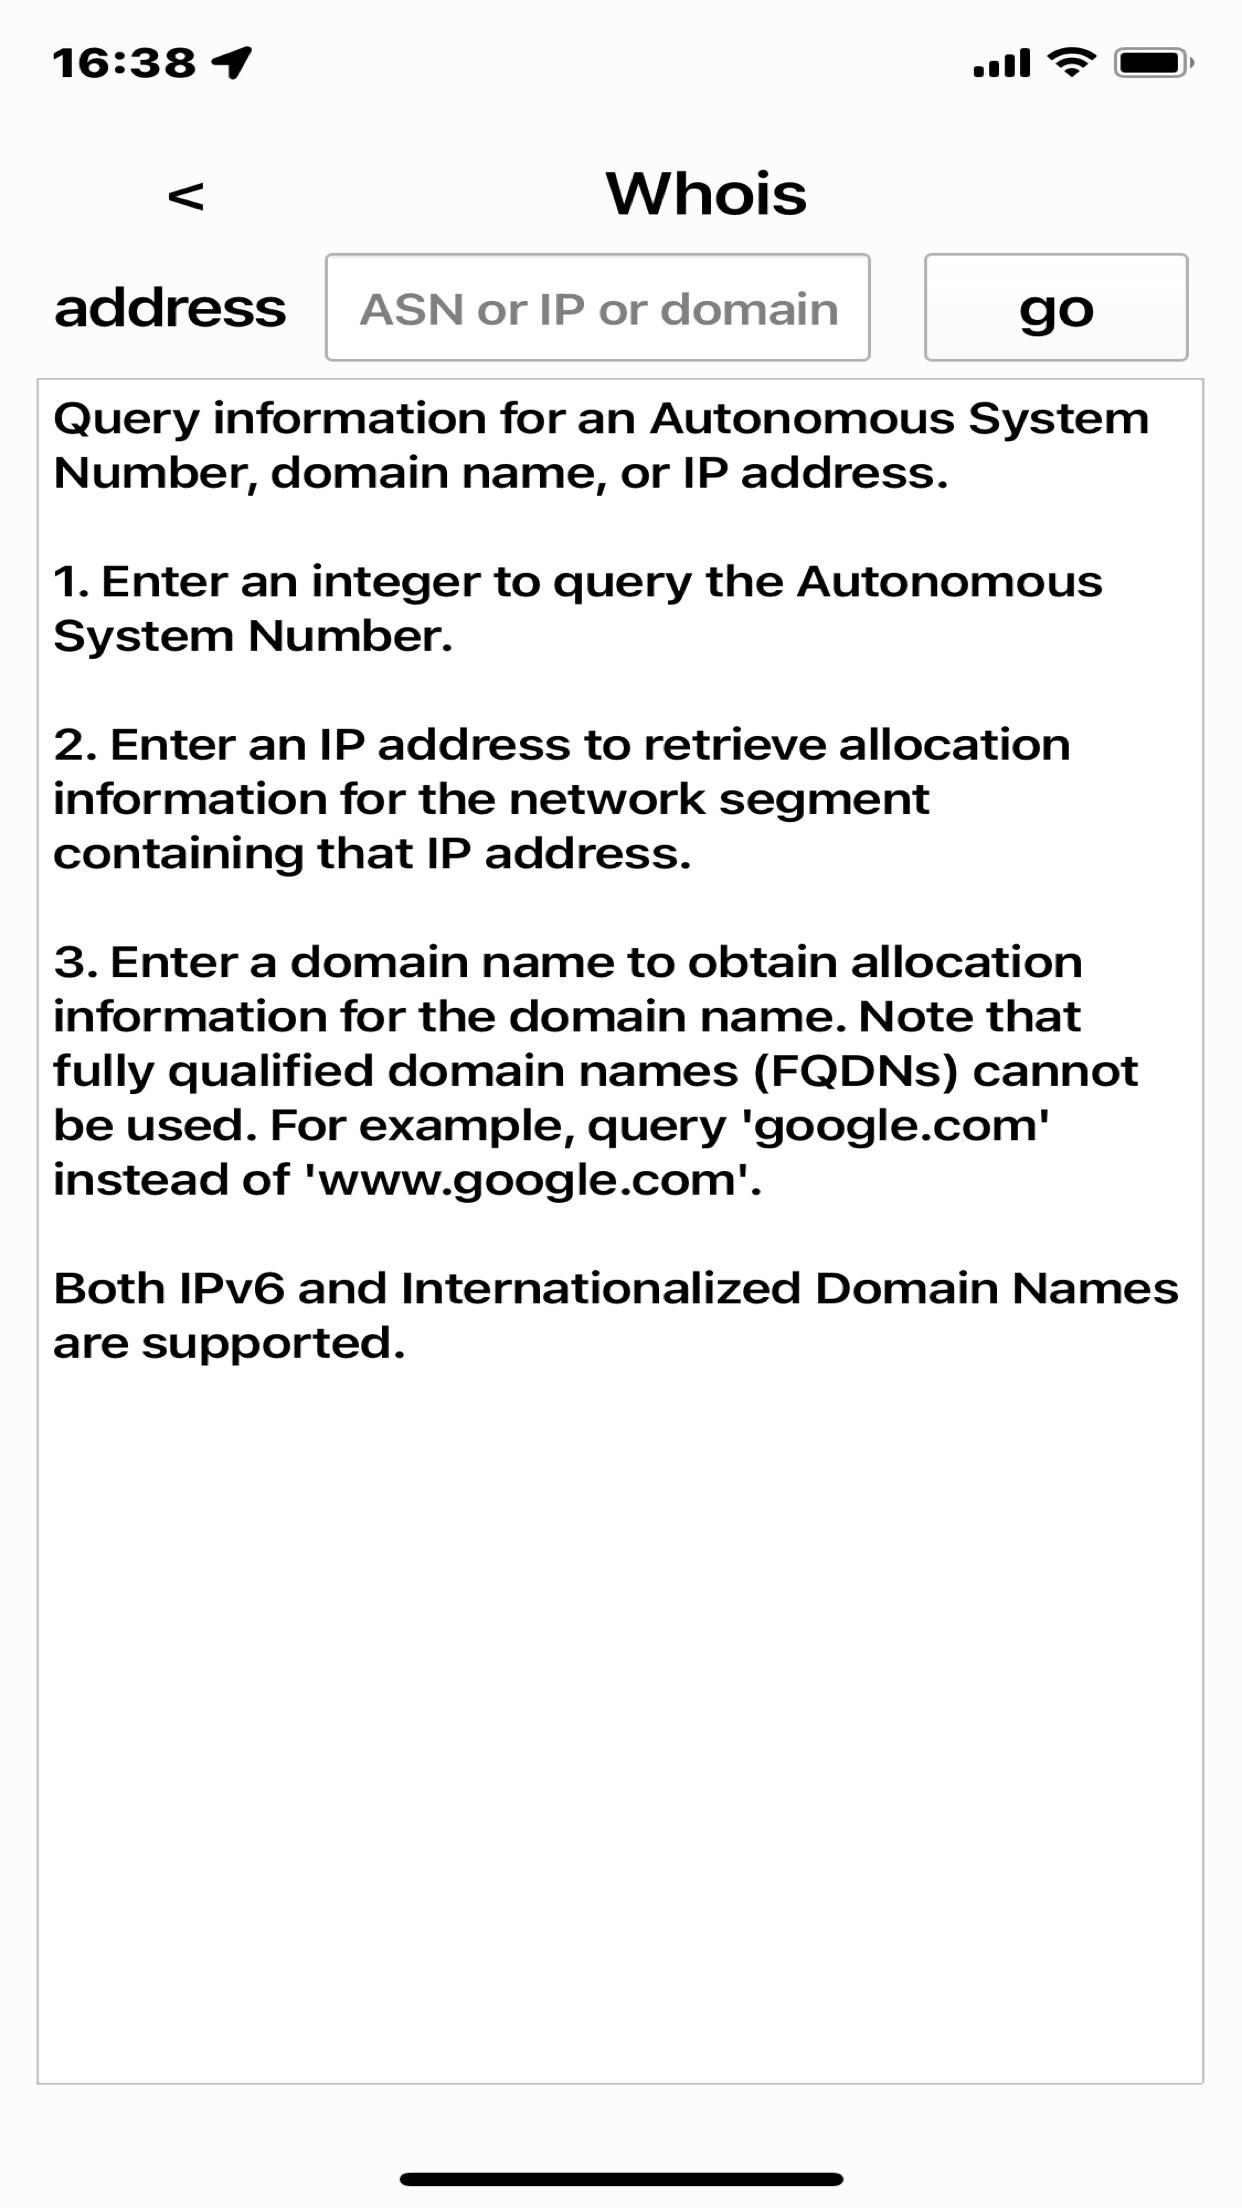 16:38
<
Whois
address
ASN or IP or domain
go
Query information for an Autonomous System
Number, domain name, or IP address.
1. Enter an integer to query the Autonomous
System Number.
2. Enter an IP address to retrieve allocation
information for the network segment
containing that IP address.
3. Enter a domain name to obtain allocation
information for the domain name. Note that
fully qualified domain names (FQDNs) cannot
be used. For example, query 'google.com'
instead of 'www.google.com'.
Both IPv6 and Internationalized Domain Names
are supported.